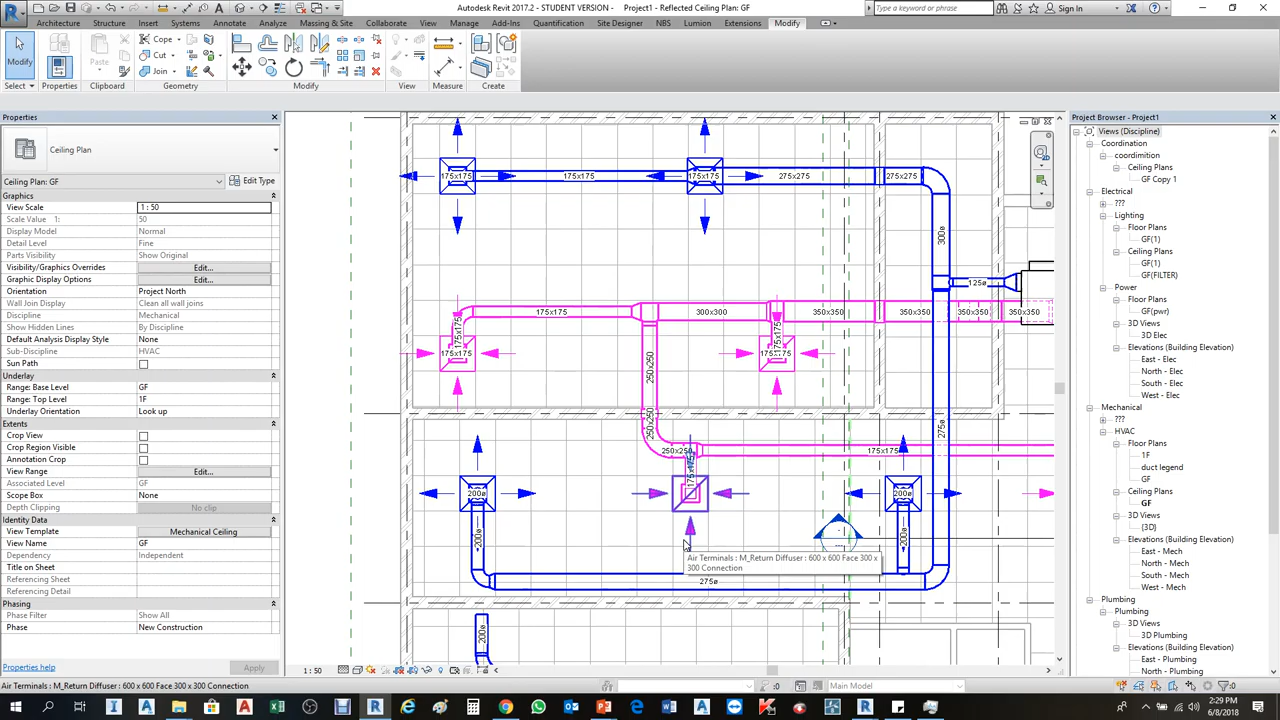 Autodesk Revit 2017.2 - STUDENT VERSION - Project1 - Reflected Ceiling Plan: GF
Type a keyword or phrase
Sign In
Architecture Structure Insert Systems Annotate Analyze Massing & Site Collaborate View Manage Add-Ins Quantification Site Designer NBS Lumion Extensions Modify
Modify Paste Cope Cut Join
Select Properties Clipboard Geometry Modify View Measure Create
Properties
Ceiling Plan
Ceiling Plan: GF Edit Type
Graphics
View Scale 1 : 50
Scale Value 1: 50
Display Model Normal
Detail Level Fine
Parts Visibility Show Original
Visibility/Graphics Overrides Edit...
Graphic Display Options Edit...
Orientation Project North
Wall Join Display Clean all wall joins
Discipline Mechanical
Show Hidden Lines By Discipline
Default Analysis Display Style None
Sub-Discipline HVAC
Sun Path
Underlay
Range: Base Level GF
Range: Top Level 1F
Underlay Orientation Look up
Extents
Crop View
Crop Region Visible
Annotation Crop
View Range Edit...
Associated Level GF
Scope Box None
Depth Clipping No clip
Identity Data
View Template Mechanical Ceiling
View Name GF
Dependency Independent
Title on Sheet
Referencing Sheet
Referencing Detail
Phasing
Phase Filter Show All
Phase New Construction
Properties help Apply
175x175 175x175 175x175 275x275 275x275
300ø
125ø
175x175 300x300 350x350 350x350 350x350 350x350
175x175
175x175 175x175 175x175
250x250
250x250
275ø
250x250 175x175
175x175
200ø 200ø
200ø 200ø
Air Terminals : M_Return Diffuser : 600 x 600 Face 300 x
300 Connection
275ø
200ø
1 : 50
Project Browser - Project1
Views (Discipline)
Coordination
coordimition
Ceiling Plans
GF Copy 1
Electrical
???
Lighting
Floor Plans
GF(1)
Ceiling Plans
GF(1)
GF(FILTER)
Power
Floor Plans
GF(pwr)
3D Views
3D Elec
Elevations (Building Elevation)
East - Elec
North - Elec
South - Elec
West - Elec
Mechanical
???
HVAC
Floor Plans
1F
duct legend
GF
Ceiling Plans
GF
3D Views
{3D}
Elevations (Building Elevation)
East - Mech
North - Mech
South - Mech
West - Mech
Plumbing
Plumbing
3D Views
3D Plumbing
Elevations (Building Elevation)
East - Plumbing
North - Plumbing
Air Terminals : M_Return Diffuser : 600 x 600 Face 300 x 300 Connection
:0
Main Model
:0
2:29 PM
6/8/2018